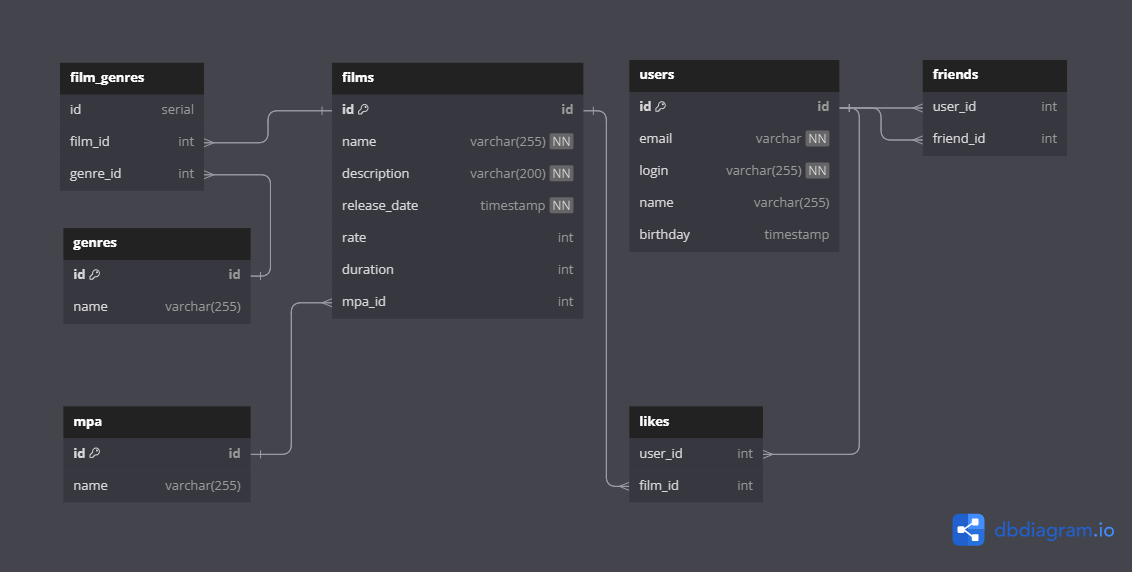 film_genres
id serial
film_id int
genre_id int
genres
id id
name varchar(255)
mpa
id id
name varchar(255)
films
id id
name varchar(255) NN
description varchar(200) NN
release_date timestamp NN
rate int
duration int
mpa_id int
users
id id
email varchar NN
login varchar(255) NN
name varchar(255)
birthday timestamp
likes
user_id int
film_id int
friends
user_id int
friend_id int
dbdiagram.io